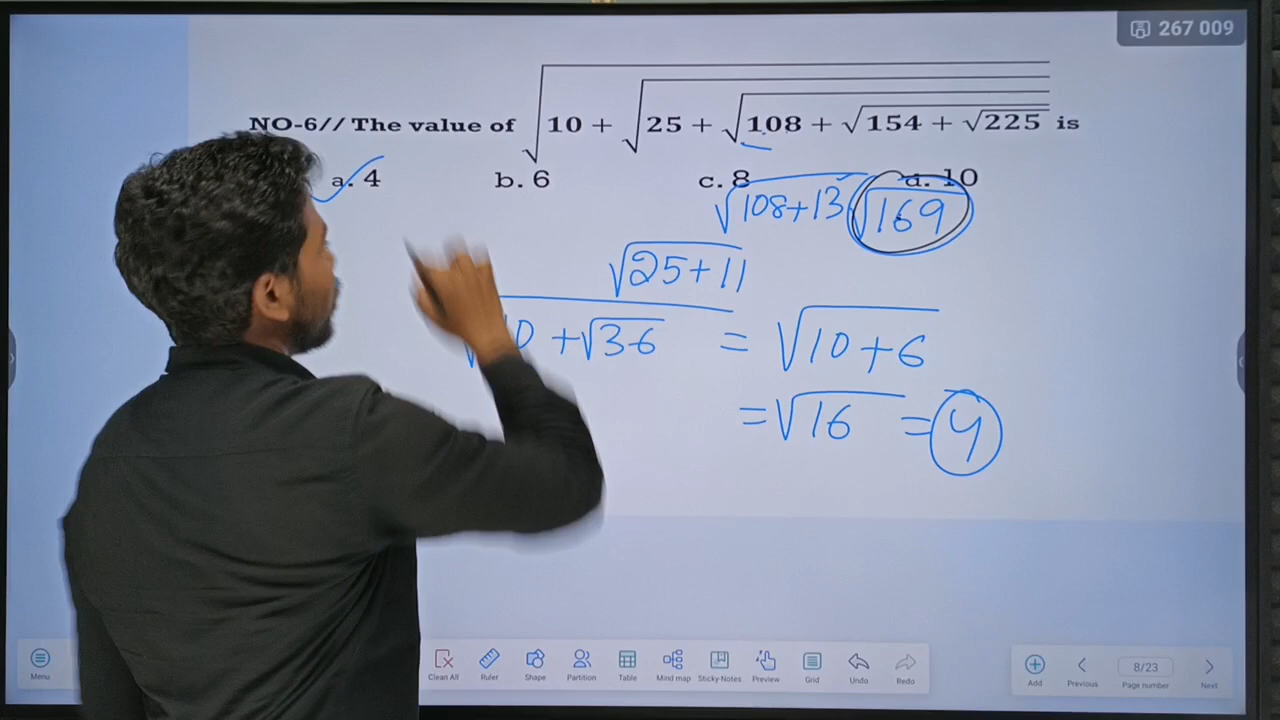 267 009
NO-6// The value of √10 + √25 + √108 + √154 + √225 is
a. 4 b. 6 c. 8 d. 10
√108+13 √169
√25+11
√10 +√36 = √10+6
=√16 = 4
Menu Clean All Ruler Shape Partition Table Mind map Sticky Notes Preview Grid Undo Redo Add Previous 8/23 Page number Next